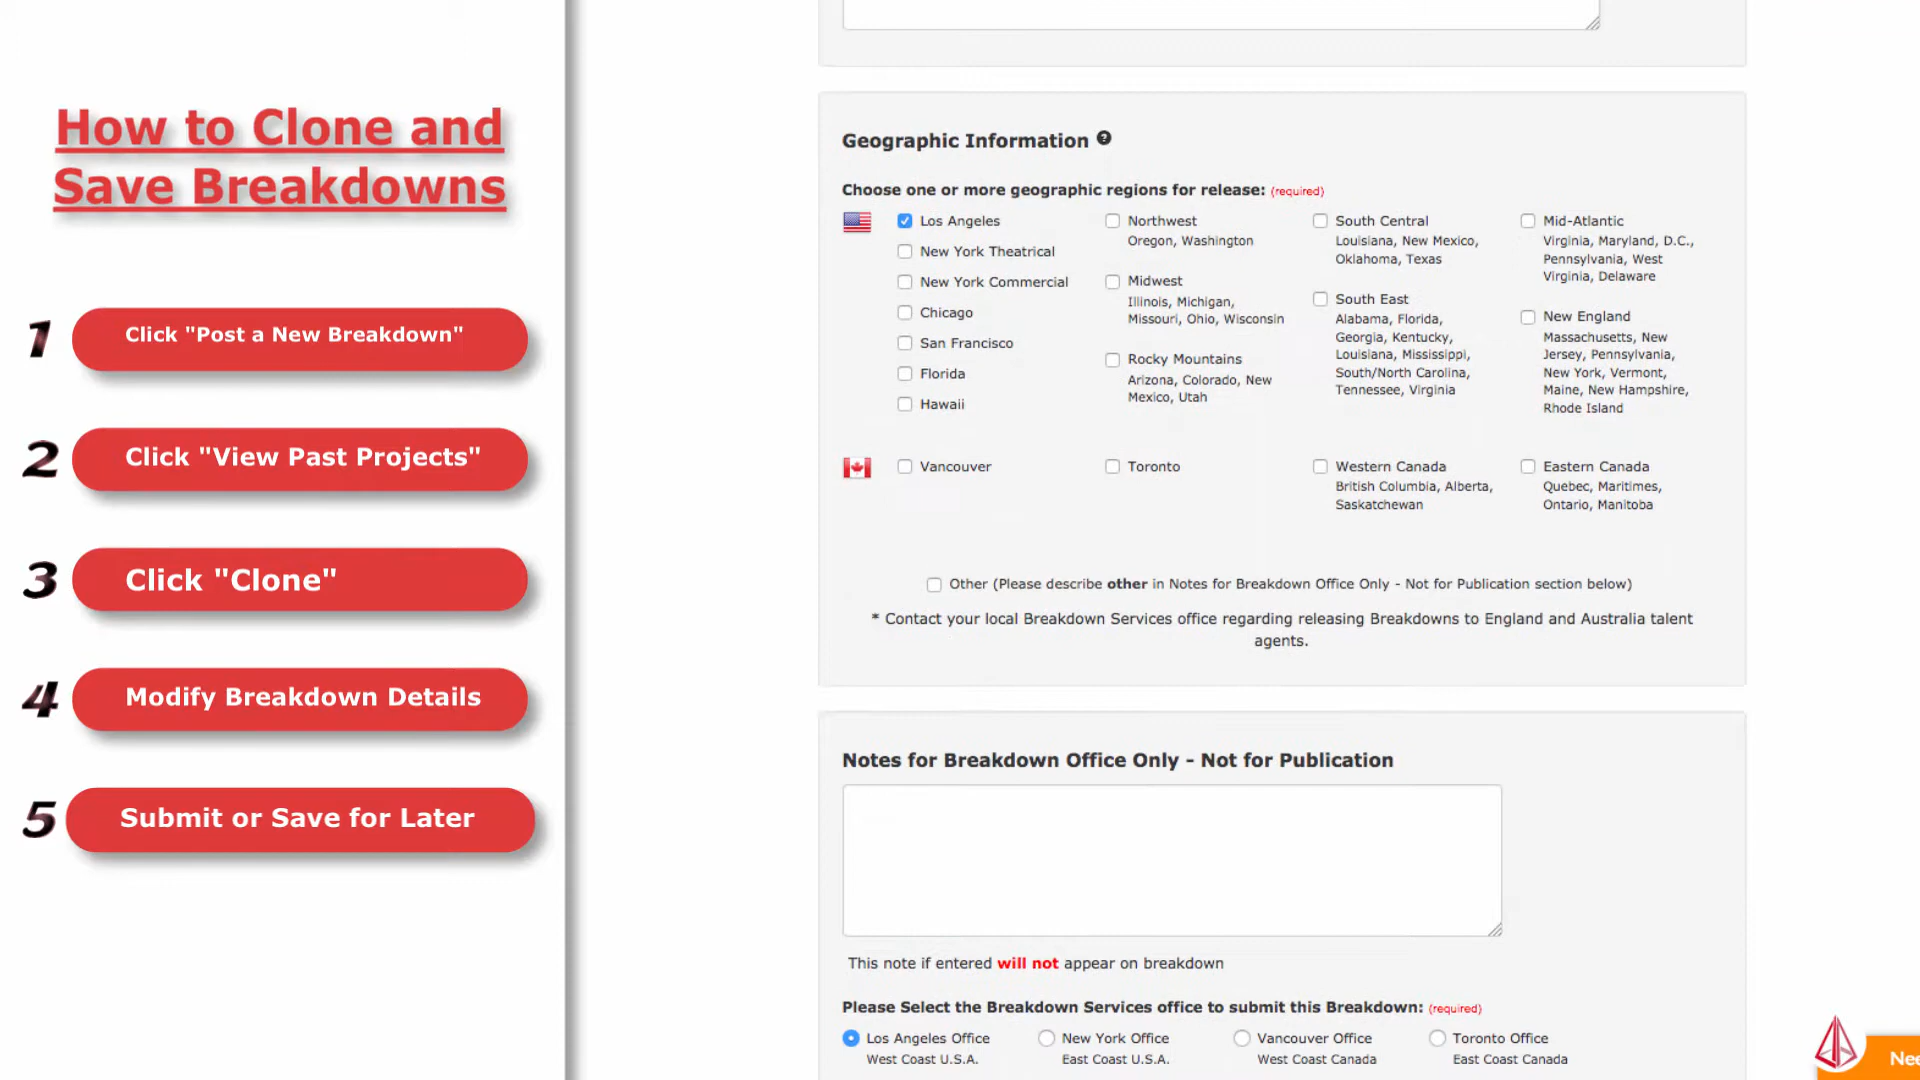 How to Clone and
Save Breakdowns
1 Click "Post a New Breakdown"
2 Click "View Past Projects"
3 Click "Clone"
4 Modify Breakdown Details
5 Submit or Save for Later
Geographic Information ?
Choose one or more geographic regions for release: (required)
Los Angeles
New York Theatrical
New York Commercial
Chicago
San Francisco
Florida
Hawaii
Northwest
Oregon, Washington
Midwest
Illinois, Michigan,
Missouri, Ohio, Wisconsin
Rocky Mountains
Arizona, Colorado, New
Mexico, Utah
South Central
Louisiana, New Mexico,
Oklahoma, Texas
South East
Alabama, Florida,
Georgia, Kentucky,
Louisiana, Mississippi,
South/North Carolina,
Tennessee, Virginia
Mid-Atlantic
Virginia, Maryland, D.C.,
Pennsylvania, West
Virginia, Delaware
New England
Massachusetts, New
Jersey, Pennsylvania,
New York, Vermont,
Maine, New Hampshire,
Rhode Island
Vancouver
Toronto
Western Canada
British Columbia, Alberta,
Saskatchewan
Eastern Canada
Quebec, Maritimes,
Ontario, Manitoba
Other (Please describe other in Notes for Breakdown Office Only - Not for Publication section below)
* Contact your local Breakdown Services office regarding releasing Breakdowns to England and Australia talent
agents.
Notes for Breakdown Office Only - Not for Publication
This note if entered will not appear on breakdown
Please Select the Breakdown Services office to submit this Breakdown: (required)
Los Angeles Office
West Coast U.S.A.
New York Office
East Coast U.S.A.
Vancouver Office
West Coast Canada
Toronto Office
East Coast Canada